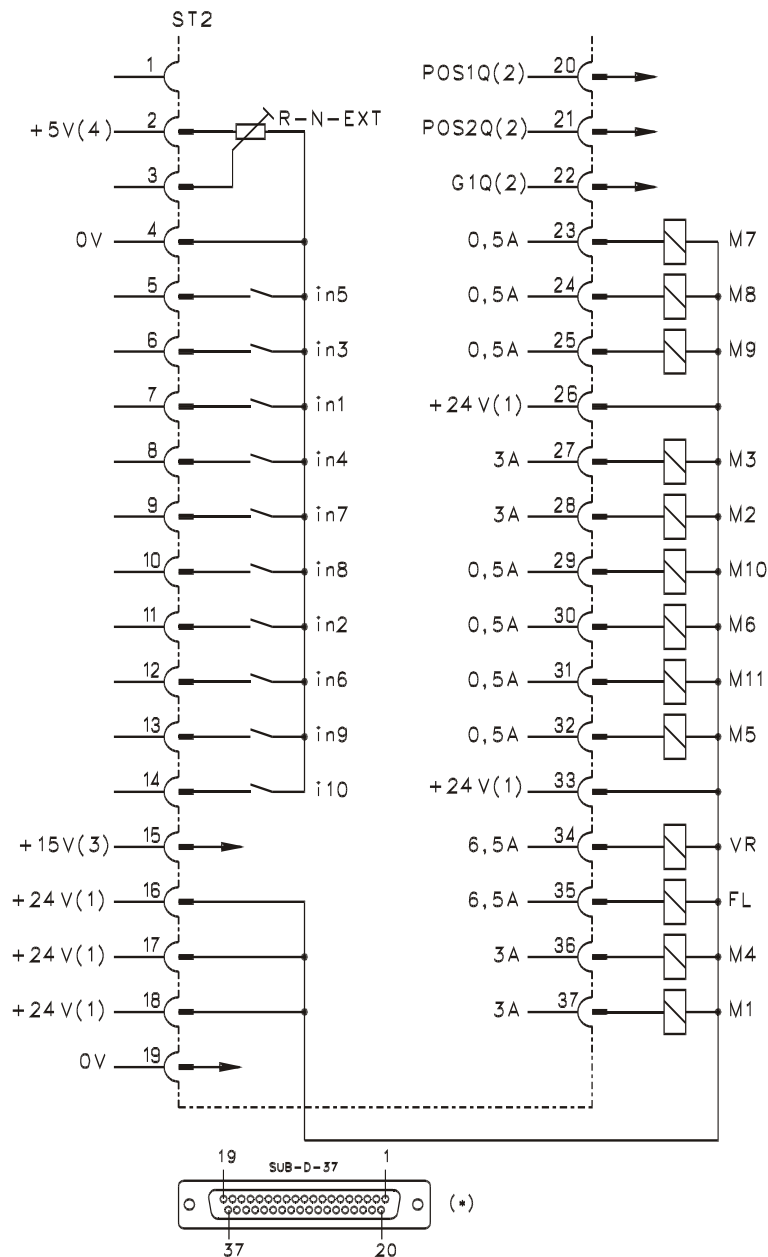 ST2
1
+5V(4) 2 R-N-EXT
3
0V 4
5 in5
6 in3
7 in1
8 in4
9 in7
10 in8
11 in2
12 in6
13 in9
14 i10
+15V(3) 15
+24V(1) 16
+24V(1) 17
+24V(1) 18
0V 19
POS1Q(2) 20
POS2Q(2) 21
G1Q(2) 22
0,5A 23 M7
0,5A 24 M8
0,5A 25 M9
+24V(1) 26
3A 27 M3
3A 28 M2
0,5A 29 M10
0,5A 30 M6
0,5A 31 M11
0,5A 32 M5
+24V(1) 33
6,5A 34 VR
6,5A 35 FL
3A 36 M4
3A 37 M1
19 SUB-D-37 1
(*)
37 20